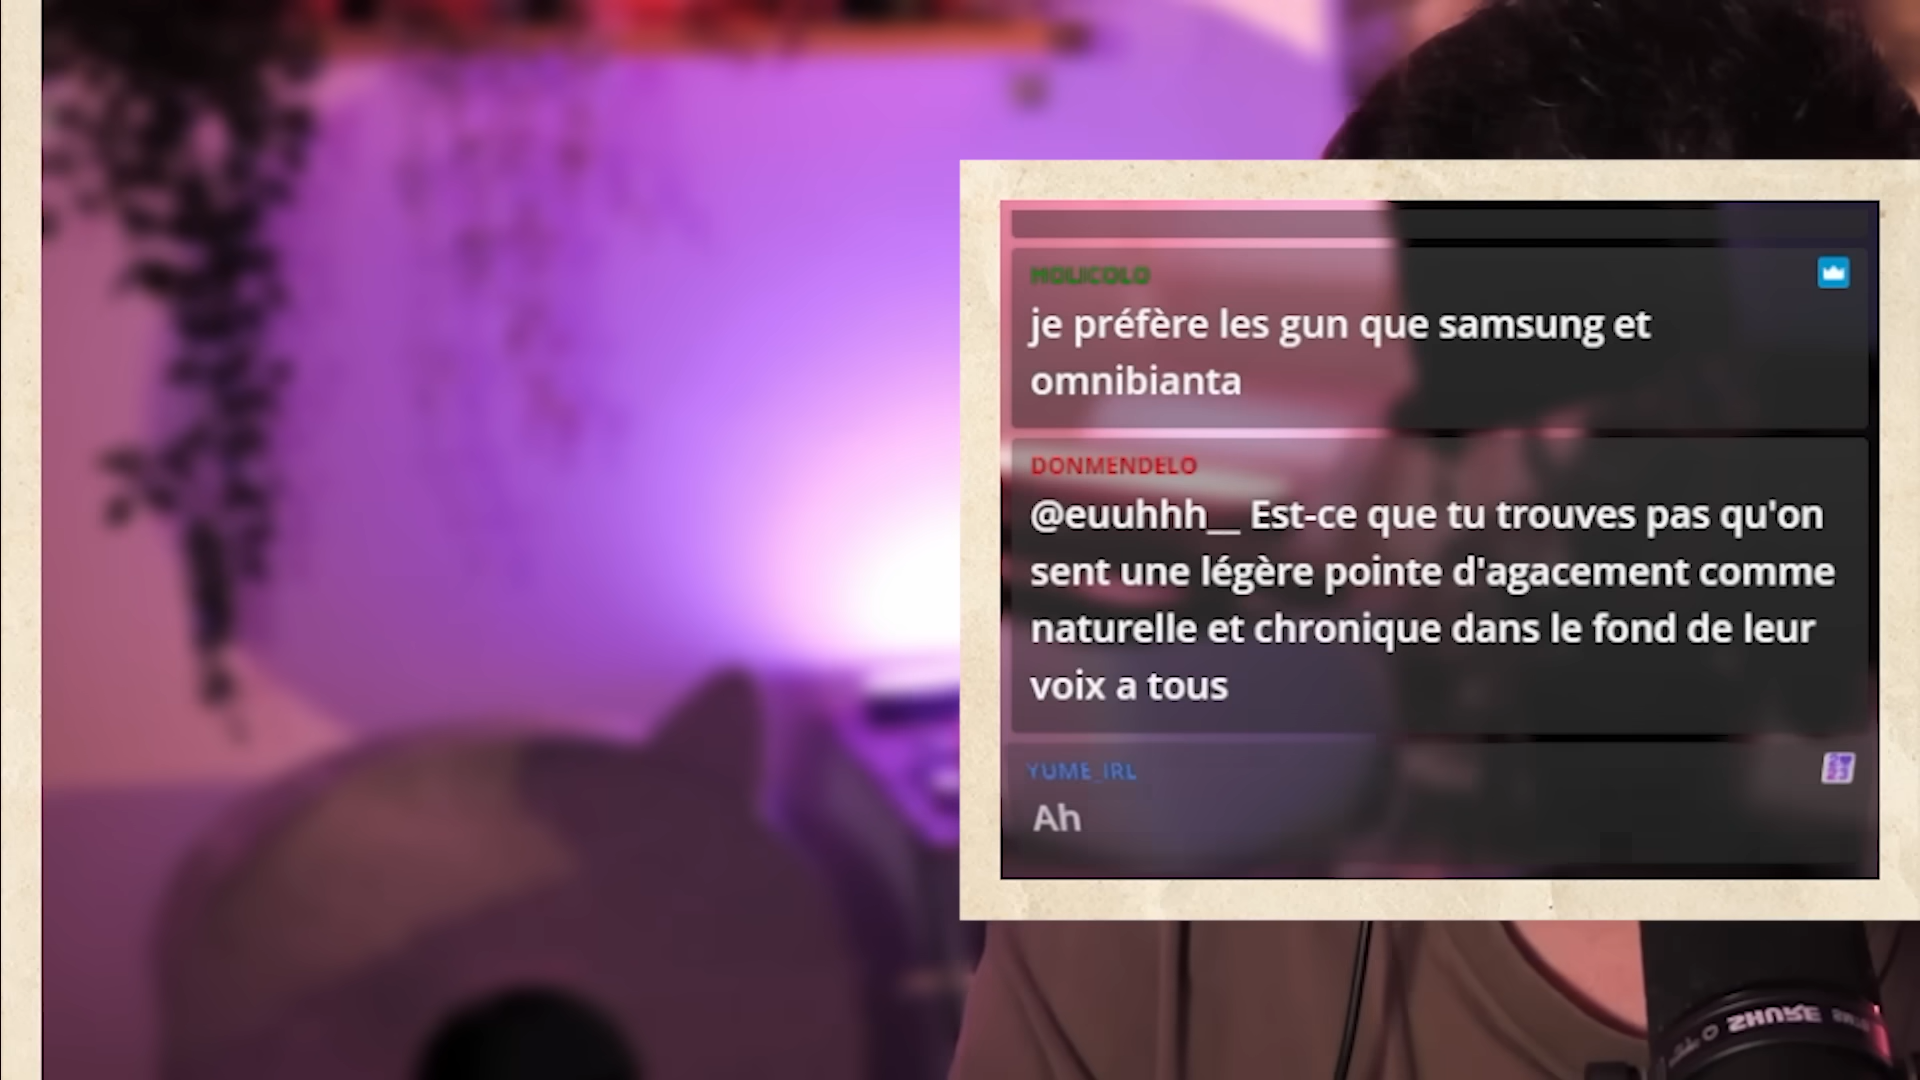 MOLICOLO
je préfère les gun que samsung et
omnibianta
DONMENDELO
@euuhhh__ Est-ce que tu trouves pas qu'on
sent une légère pointe d'agacement comme
naturelle et chronique dans le fond de leur
voix a tous
YUME_IRL
Ah
SHURE